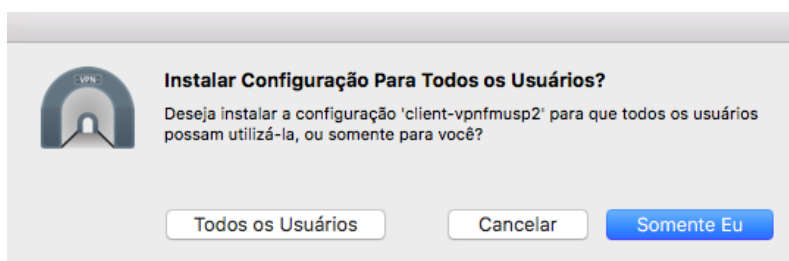 VPN
Instalar Configuração Para Todos os Usuários?
Deseja instalar a configuração 'client-vpnfmusp2' para que todos os usuários
possam utilizá-la, ou somente para você?
Todos os Usuários
Cancelar
Somente Eu